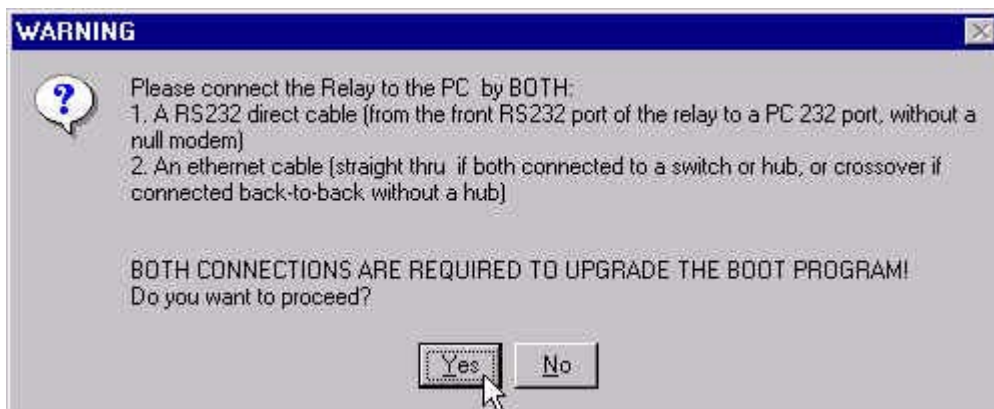 WARNING
Please connect the Relay to the PC by BOTH:
1. A RS232 direct cable (from the front RS232 port of the relay to a PC 232 port, without a
null modem)
2. An ethernet cable (straight thru if both connected to a switch or hub, or crossover if
connected back-to-back without a hub)
BOTH CONNECTIONS ARE REQUIRED TO UPGRADE THE BOOT PROGRAM!
Do you want to proceed?
Yes No